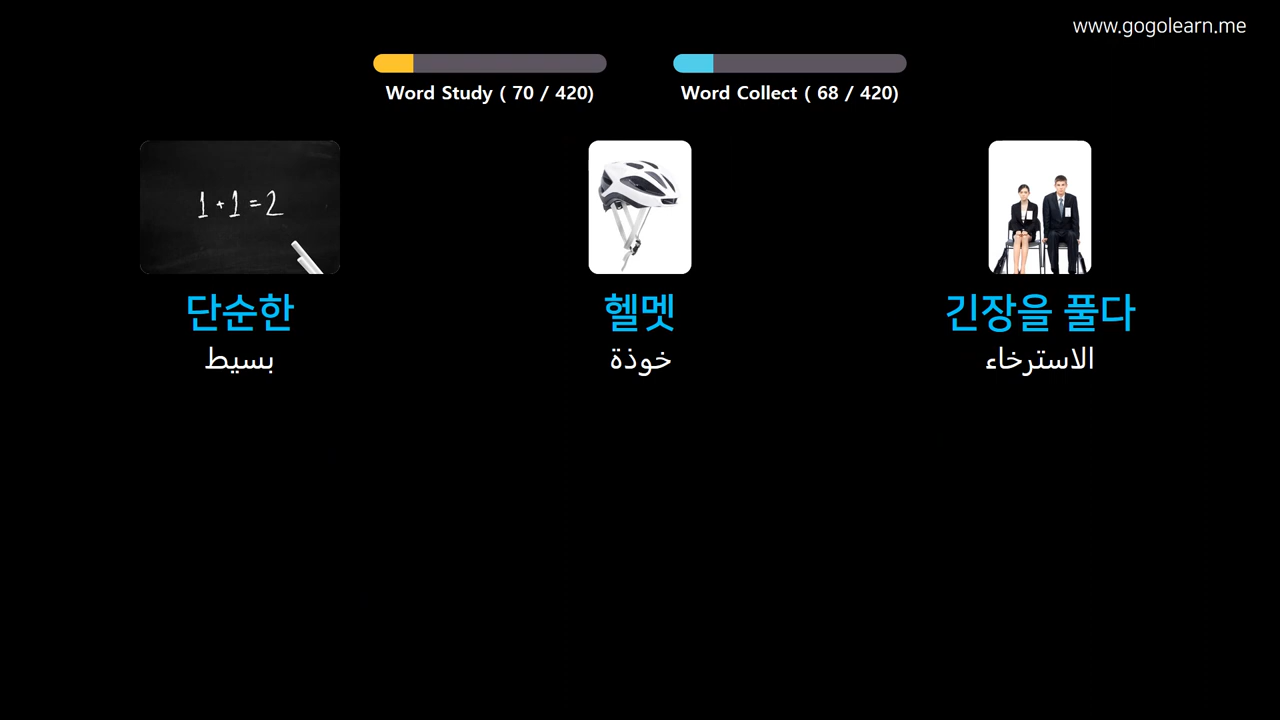 www.gogolearn.me
Word Study ( 70 / 420)
Word Collect ( 68 / 420)
1 + 1 = 2
단순한
헬멧
긴장을 풀다
بسيط
خوذة
الاسترخاء